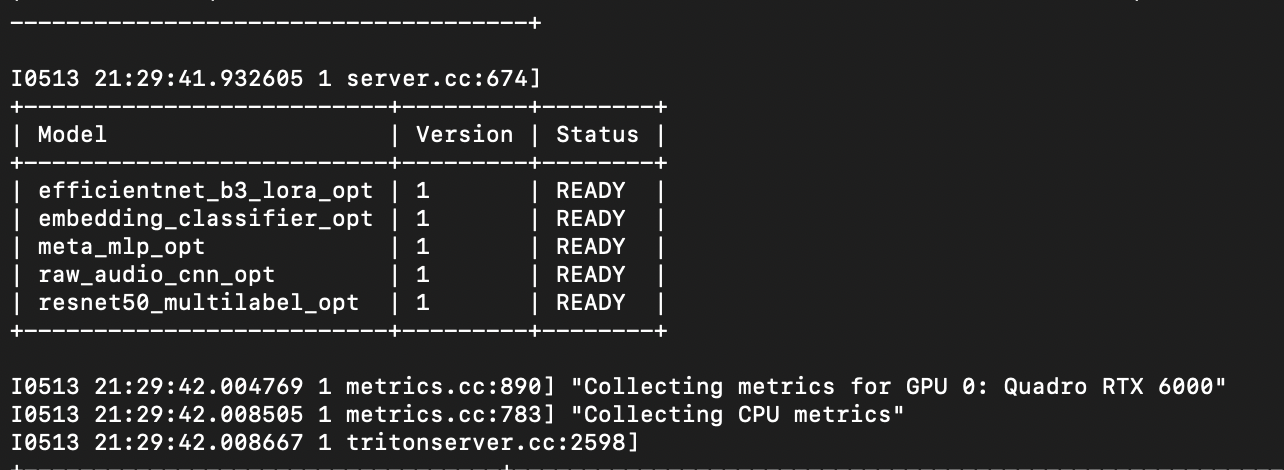 -------------------------------------+
I0513 21:29:41.932605 1 server.cc:674]
+--------------------------+---------+--------+
| Model                    | Version | Status |
+--------------------------+---------+--------+
| efficientnet_b3_lora_opt | 1       | READY  |
| embedding_classifier_opt | 1       | READY  |
| meta_mlp_opt             | 1       | READY  |
| raw_audio_cnn_opt        | 1       | READY  |
| resnet50_multilabel_opt  | 1       | READY  |
+--------------------------+---------+--------+
I0513 21:29:42.004769 1 metrics.cc:890] "Collecting metrics for GPU 0: Quadro RTX 6000"
I0513 21:29:42.008505 1 metrics.cc:783] "Collecting CPU metrics"
I0513 21:29:42.008667 1 tritonserver.cc:2598]